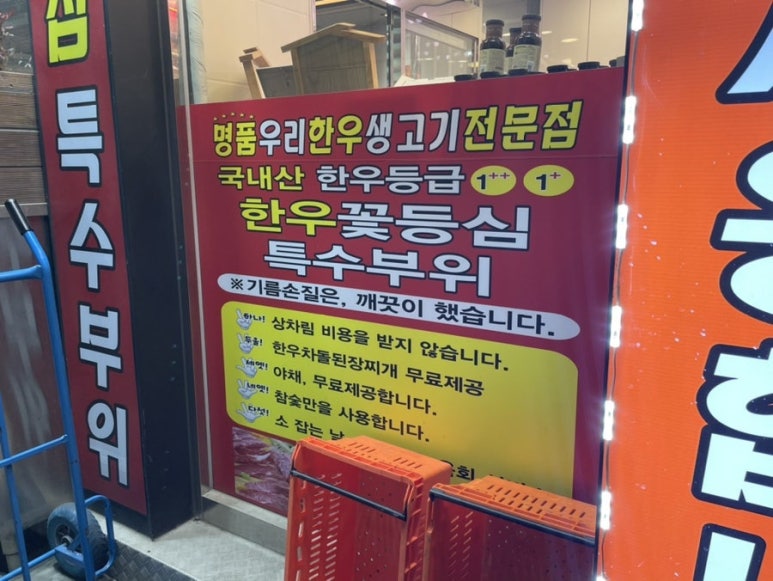 특수부위
명품우리한우생고기전문점
국내산 한우등급 1++ 1+
한우꽃등심
특수부위
※기름손질은, 깨끗이 했습니다.
하나! 상차림 비용을 받지 않습니다.
두울! 한우차돌된장찌개 무료제공
세엣! 야채, 무료제공합니다.
네엣! 참숯만을 사용합니다.
다섯! 소 잡는 날
육회